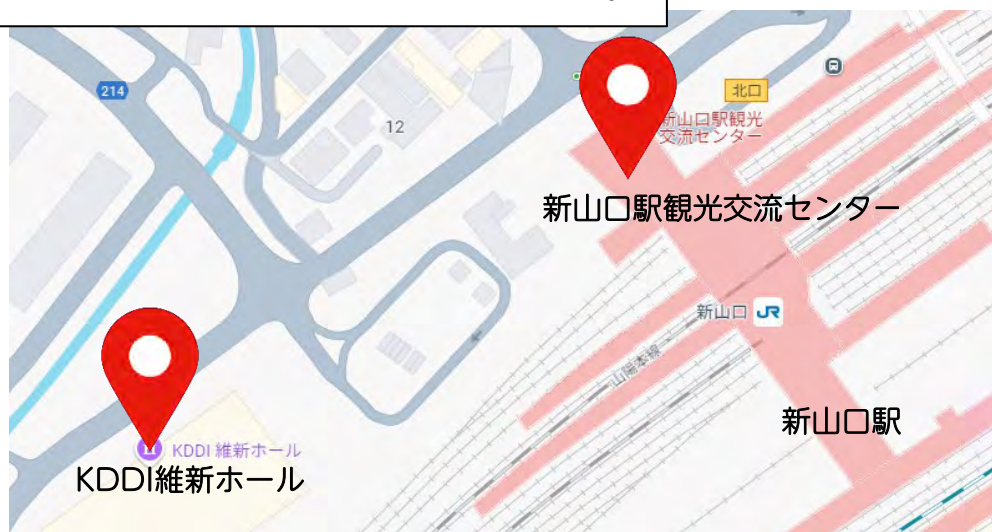 214
12
北口
新山口駅観光
交流センター
新山口駅観光交流センター
新山口 JR
山陽本線
新山口駅
KDDI 維新ホール
KDDI維新ホール